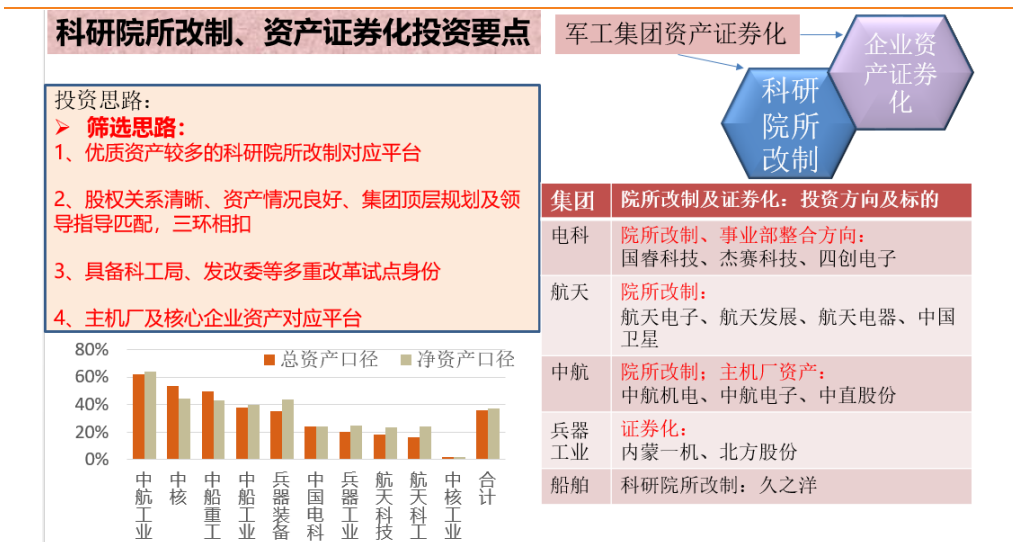 科研院所改制、资产证券化投资要点
军工集团资产证券化
企业资
产证券
化
科研
院所
改制
投资思路:
➢ 筛选思路:
1、优质资产较多的科研院所改制对应平台
2、股权关系清晰、资产情况良好、集团顶层规划及领
导指导匹配，三环相扣
3、具备科工局、发改委等多重改革试点身份
4、主机厂及核心企业资产对应平台
集团 院所改制及证券化：投资方向及标的
电科 院所改制、事业部整合方向:
国睿科技、杰赛科技、四创电子
航天 院所改制:
航天电子、航天发展、航天电器、中国
卫星
中航 院所改制；主机厂资产:
中航机电、中航电子、中直股份
兵器
工业
证券化:
内蒙一机、北方股份
船舶 科研院所改制：久之洋
总资产口径 净资产口径
80%
60%
40%
20%
0%
中航工业
中核
中船重工
中船工业
兵器装备
中国电科
兵器工业
航天科技
航天科工
中核工业
合计